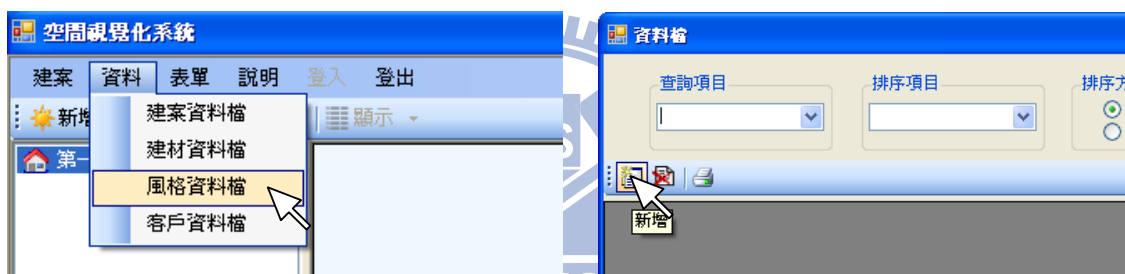 空間視覺化系統
建案 資料 表單 說明 登入 登出
新增 顯示
建案資料檔
建材資料檔
第一
風格資料檔
客戶資料檔
資料檔
查詢項目 排序項目 排序方
新增